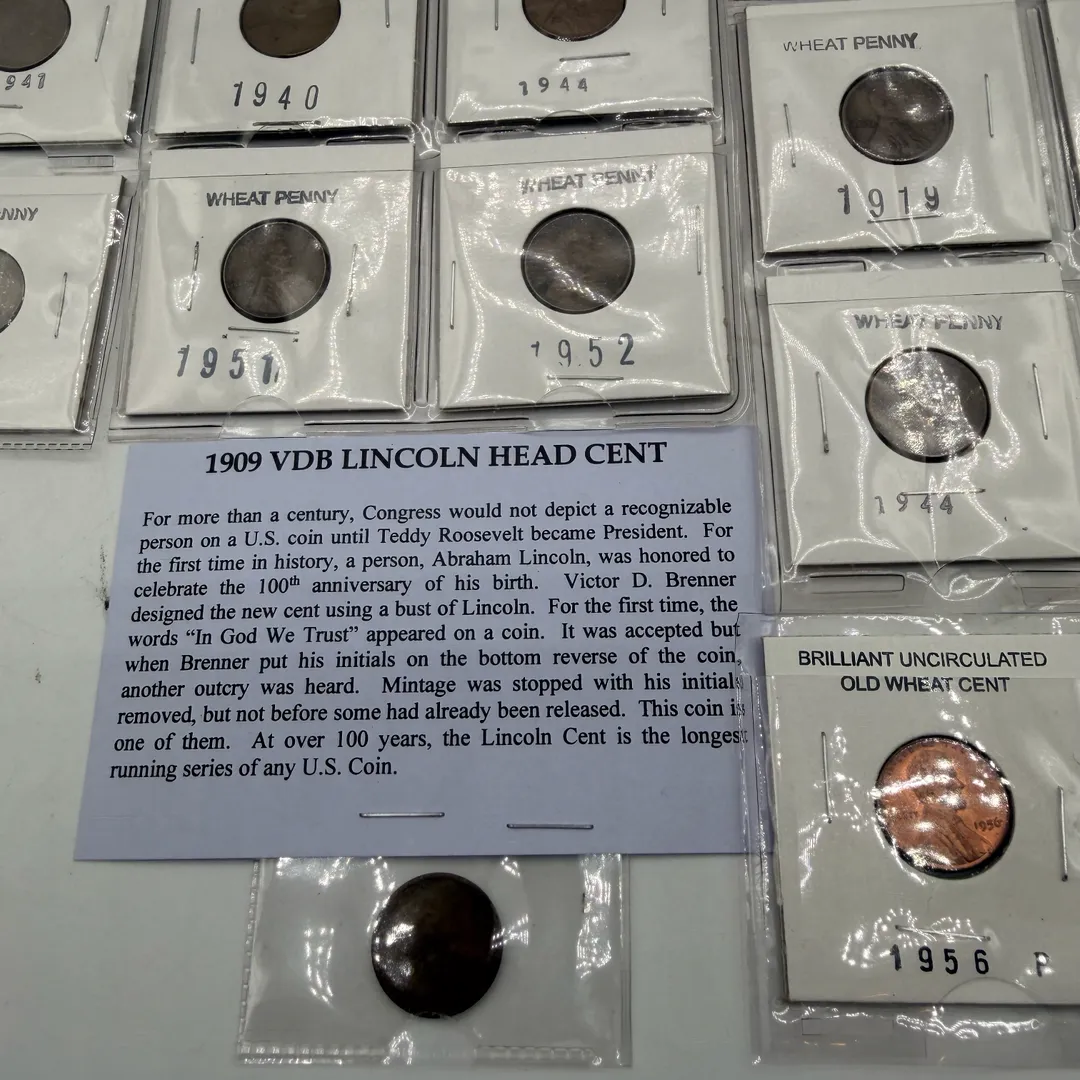 1940
1944
WHEAT PENNY
1919
WHEAT PENNY
1951
WHEAT PENNY
1952
WHEAT PENNY
1944
1909 VDB LINCOLN HEAD CENT
For more than a century, Congress would not depict a recognizable
person on a U.S. coin until Teddy Roosevelt became President. For
the first time in history, a person, Abraham Lincoln, was honored to
celebrate the 100th anniversary of his birth. Victor D. Brenner
designed the new cent using a bust of Lincoln. For the first time, the
words “In God We Trust” appeared on a coin. It was accepted but
when Brenner put his initials on the bottom reverse of the coin,
another outcry was heard. Mintage was stopped with his initials
removed, but not before some had already been released. This coin is
one of them. At over 100 years, the Lincoln Cent is the longest
running series of any U.S. Coin.
BRILLIANT UNCIRCULATED
OLD WHEAT CENT
1956
1956 P